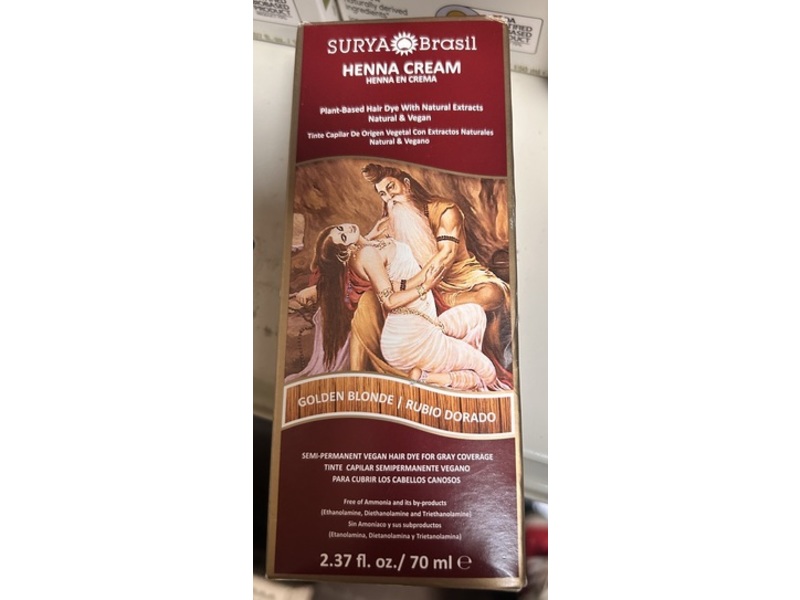 Naturally derived
ingredients
SURYA Brasil
HENNA CREAM
HENNA EN CREMA
Plant-Based Hair Dye With Natural Extracts
Natural & Vegan
Tinte Capilar De Origen Vegetal Con Extractos Naturales
Natural & Vegano
GOLDEN BLONDE / RUBIO DORADO
SEMI-PERMANENT VEGAN HAIR DYE FOR GRAY COVERAGE
TINTE CAPILAR SEMIPERMANENTE VEGANO
PARA CUBRIR LOS CABELLOS CANOSOS
Free of Ammonia and its by-products
(Ethanolamine, Diethanolamine and Triethanolamine)
Sin Amoniaco y sus subproductos
(Etanolamina, Dietanolamina y Trietanolamina)
2.37 fl. oz./ 70 ml ℮